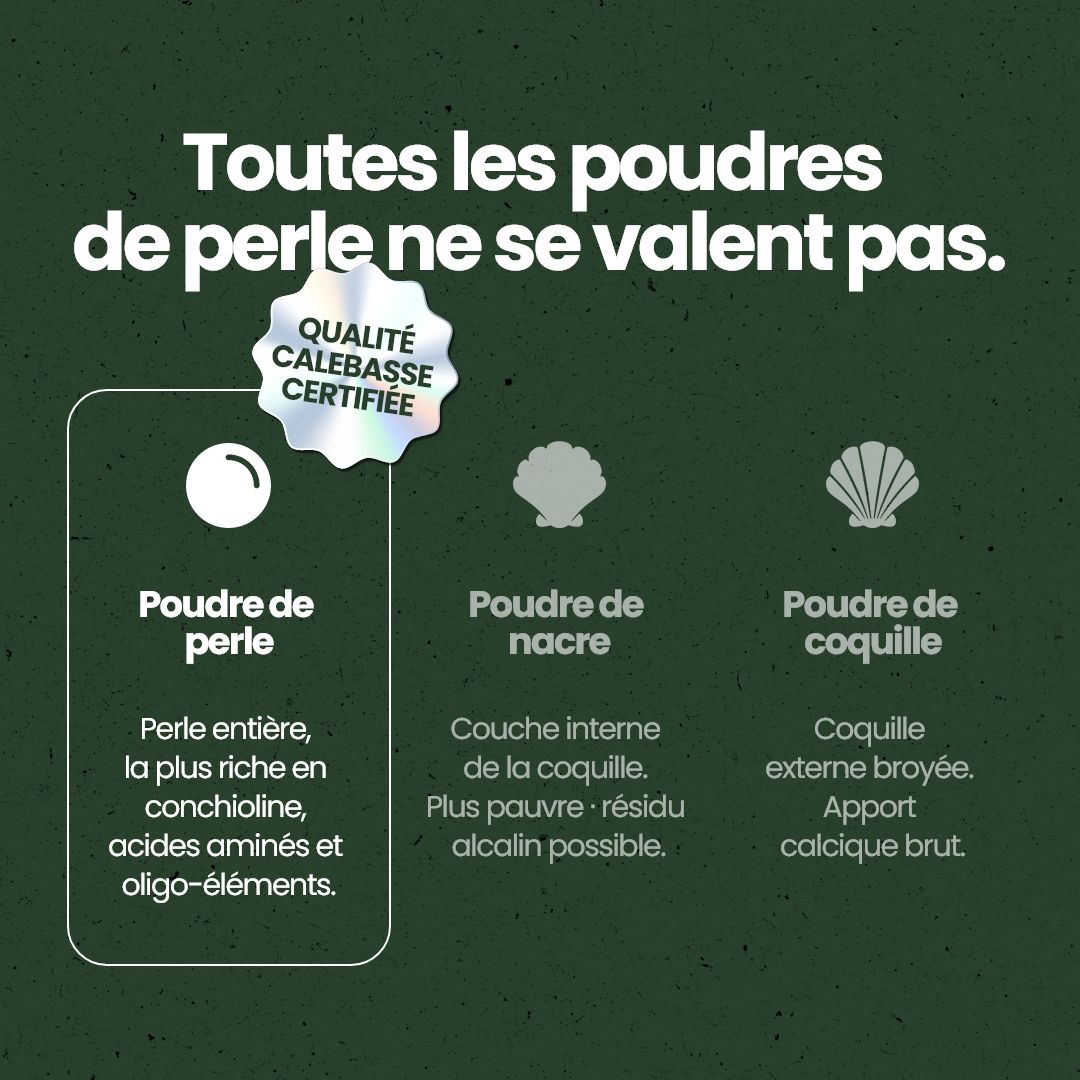 Toutes les poudres
de perle ne se valent pas.
QUALITÉ
CALEBASSE
CERTIFIÉE
Poudre de
perle
Perle entière,
la plus riche en
conchioline,
acides aminés et
oligo-éléments.
Poudre de
nacre
Couche interne
de la coquille.
Plus pauvre · résidu
alcalin possible.
Poudre de
coquille
Coquille
externe broyée.
Apport
calcique brut.